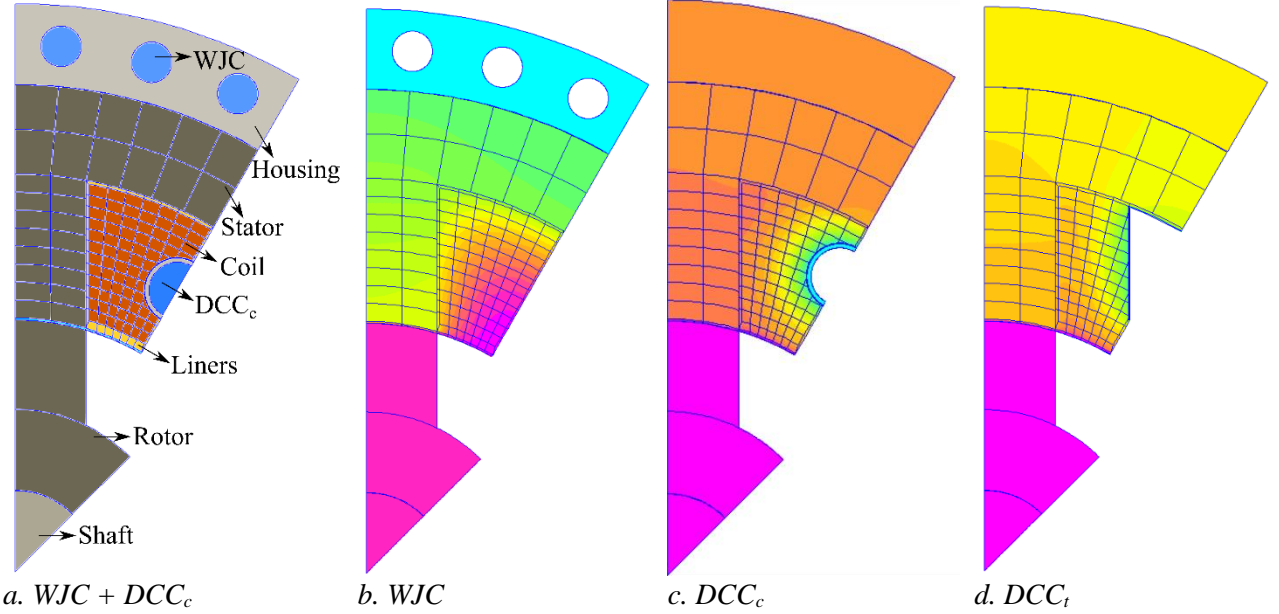 WJC
Housing
Stator
Coil
DCCc
Liners
Rotor
Shaft
a. WJC + DCCc
b. WJC
c. DCCc
d. DCCt